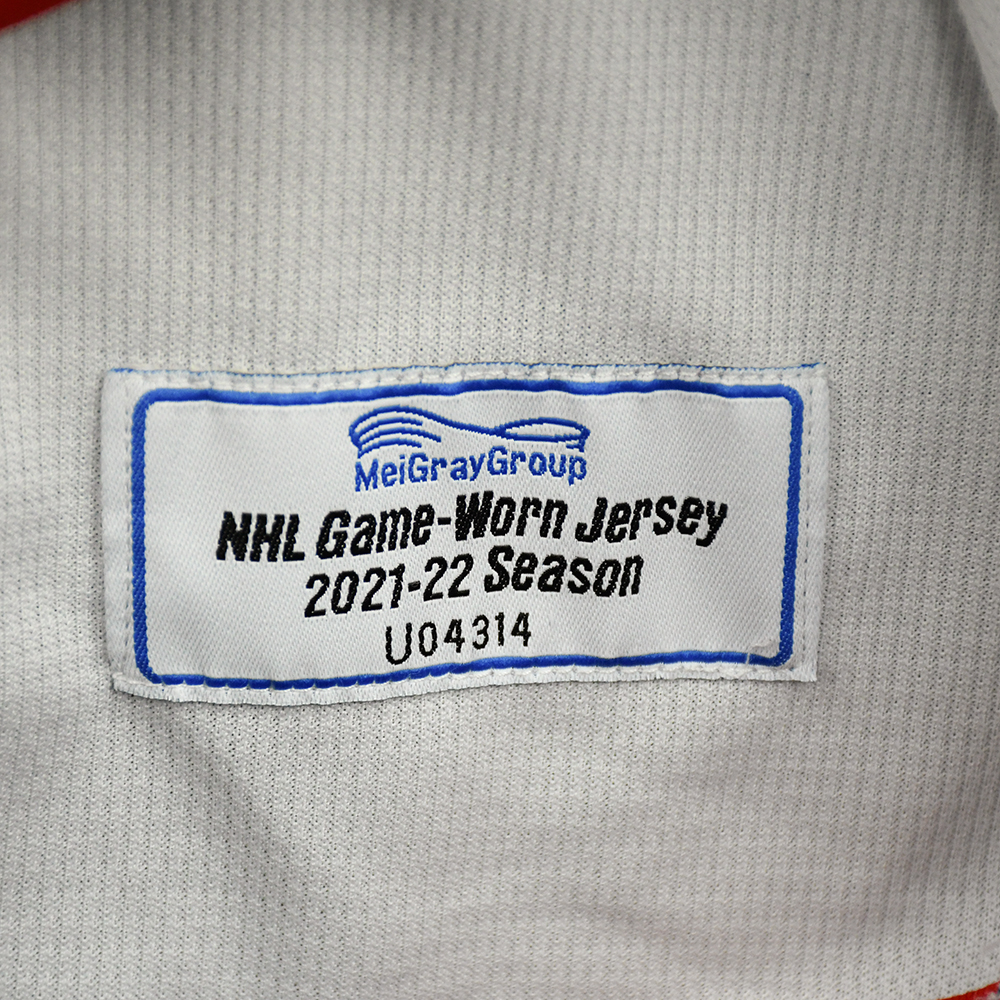 MeiGrayGroup
NHL Game-Worn Jersey
2021-22 Season
U04314